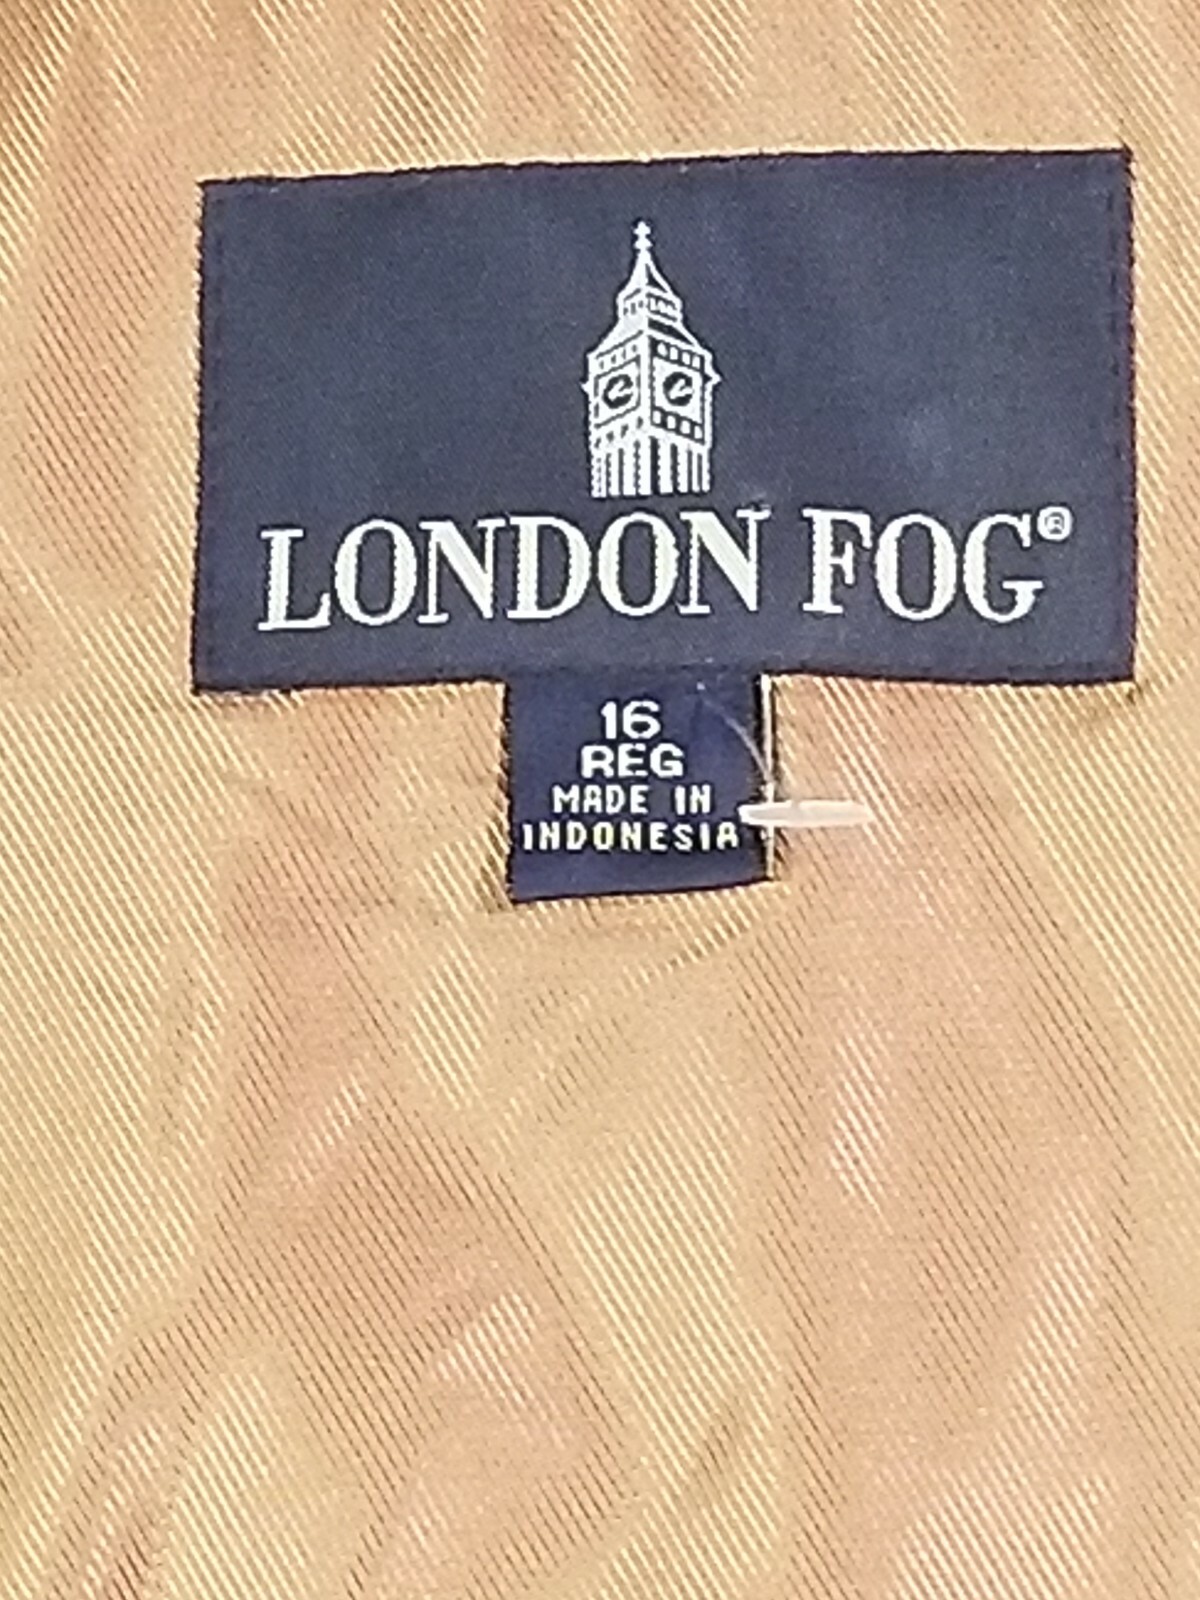 LONDON FOG®
16
REG
MADE IN
INDONESIA